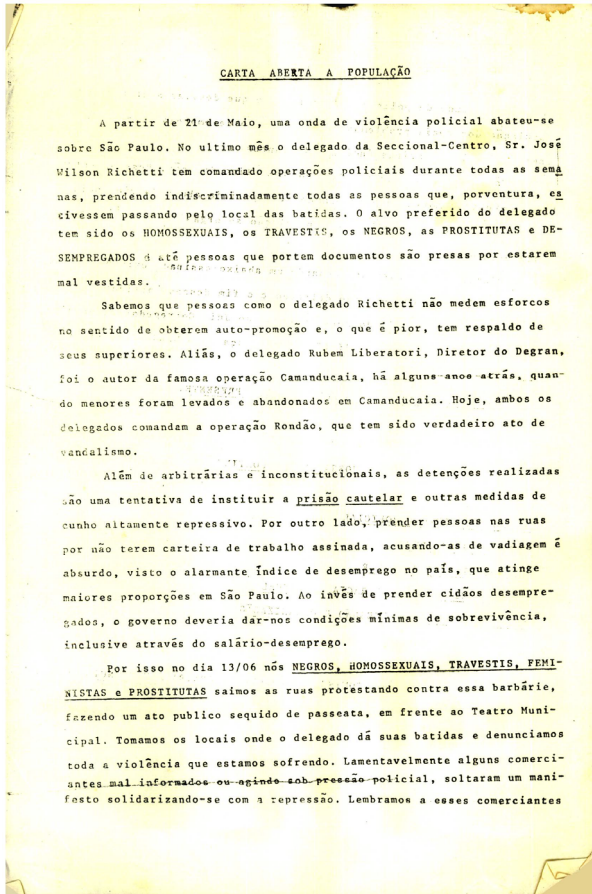 CARTA ABERTA A POPULAÇÃO
A partir de 21 de Maio, uma onda de violência policial abateu-se
sobre São Paulo. No ultimo mês o delegado da Seccional-Centro, Sr. José
Wilson Richetti tem comandado operações policiais durante todas as sema
nas, prendendo indiscriminadamente todas as pessoas que, porventura, es
civessem passando pelo local das batidas. O alvo preferido do delegado
tem sido os HOMOSSEXUAIS, os TRAVESTIS, os NEGROS, as PROSTITUTAS e DE-
SEMPREGADOS até pessoas que portem documentos são presas por estarem
mal vestidas.
Sabemos que pessoas como o delegado Richetti não medem esforcos
no sentido de obterem auto-promoção e, o que é pior, tem respaldo de
seus superiores. Aliás, o delegado Rubem Liberatori, Diretor do Degran,
foi o autor da famosa operação Camanducaia, há alguns anos atrás, quan-
do menores foram levados e abandonados em Camanducaia. Hoje, ambos os
delegados comandam a operação Rondão, que tem sido verdadeiro ato de
vandalismo.
Além de arbitrárias e inconstitucionais, as detenções realizadas
são uma tentativa de instituir a prisão cautelar e outras medidas de
cunho altamente repressivo. Por outro lado, prender pessoas nas ruas
por não terem carteira de trabalho assinada, acusando-as de vadiagem é
absurdo, visto o alarmante índice de desemprego no país, que atinge
maiores proporções em São Paulo. Ao invés de prender cidãos desempre-
gados, o governo deveria dar-nos condições mínimas de sobrevivência,
inclusive através do salário-desemprego.
Por isso no dia 13/06 nós NEGROS, HOMOSSEXUAIS, TRAVESTIS, FEMI-
NISTAS e PROSTITUTAS saimos as ruas protestando contra essa barbárie,
fazendo um ato publico sequido de passeata, em frente ao Teatro Muni-
cipal. Tomamos os locais onde o delegado dá suas batidas e denunciamos
toda a violência que estamos sofrendo. Lamentavelmente alguns comerci-
antes mal informados ou agindo sob pressão policial, soltaram um mani-
festo solidarizando-se com a repressão. Lembramos a esses comerciantes